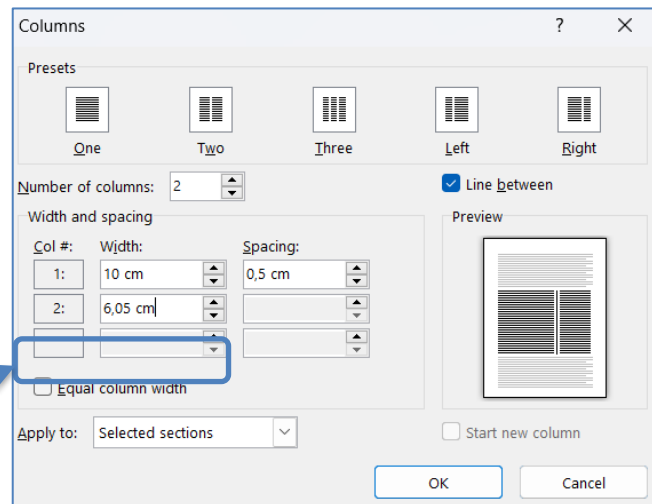 Columns ? X
Presets
One Two Three Left Right
Number of columns: 2
Line between
Width and spacing
Preview
Col #: Width: Spacing:
1: 10 cm 0,5 cm
2: 6,05 cm
Equal column width
Apply to: Selected sections
Start new column
OK Cancel